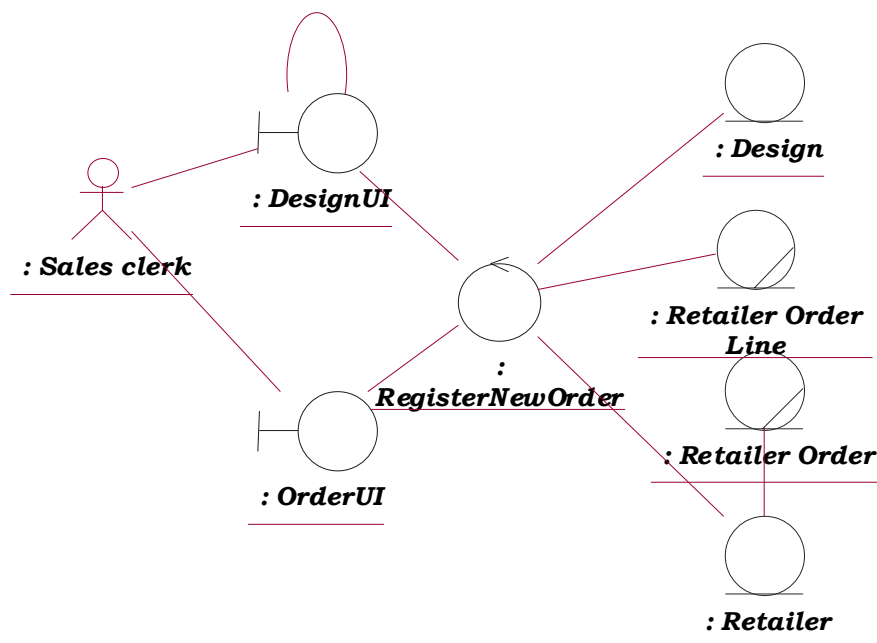 : Design
: DesignUI
: Sales clerk
: Retailer Order
Line
:
RegisterNewOrder
: Retailer Order
: OrderUI
: Retailer